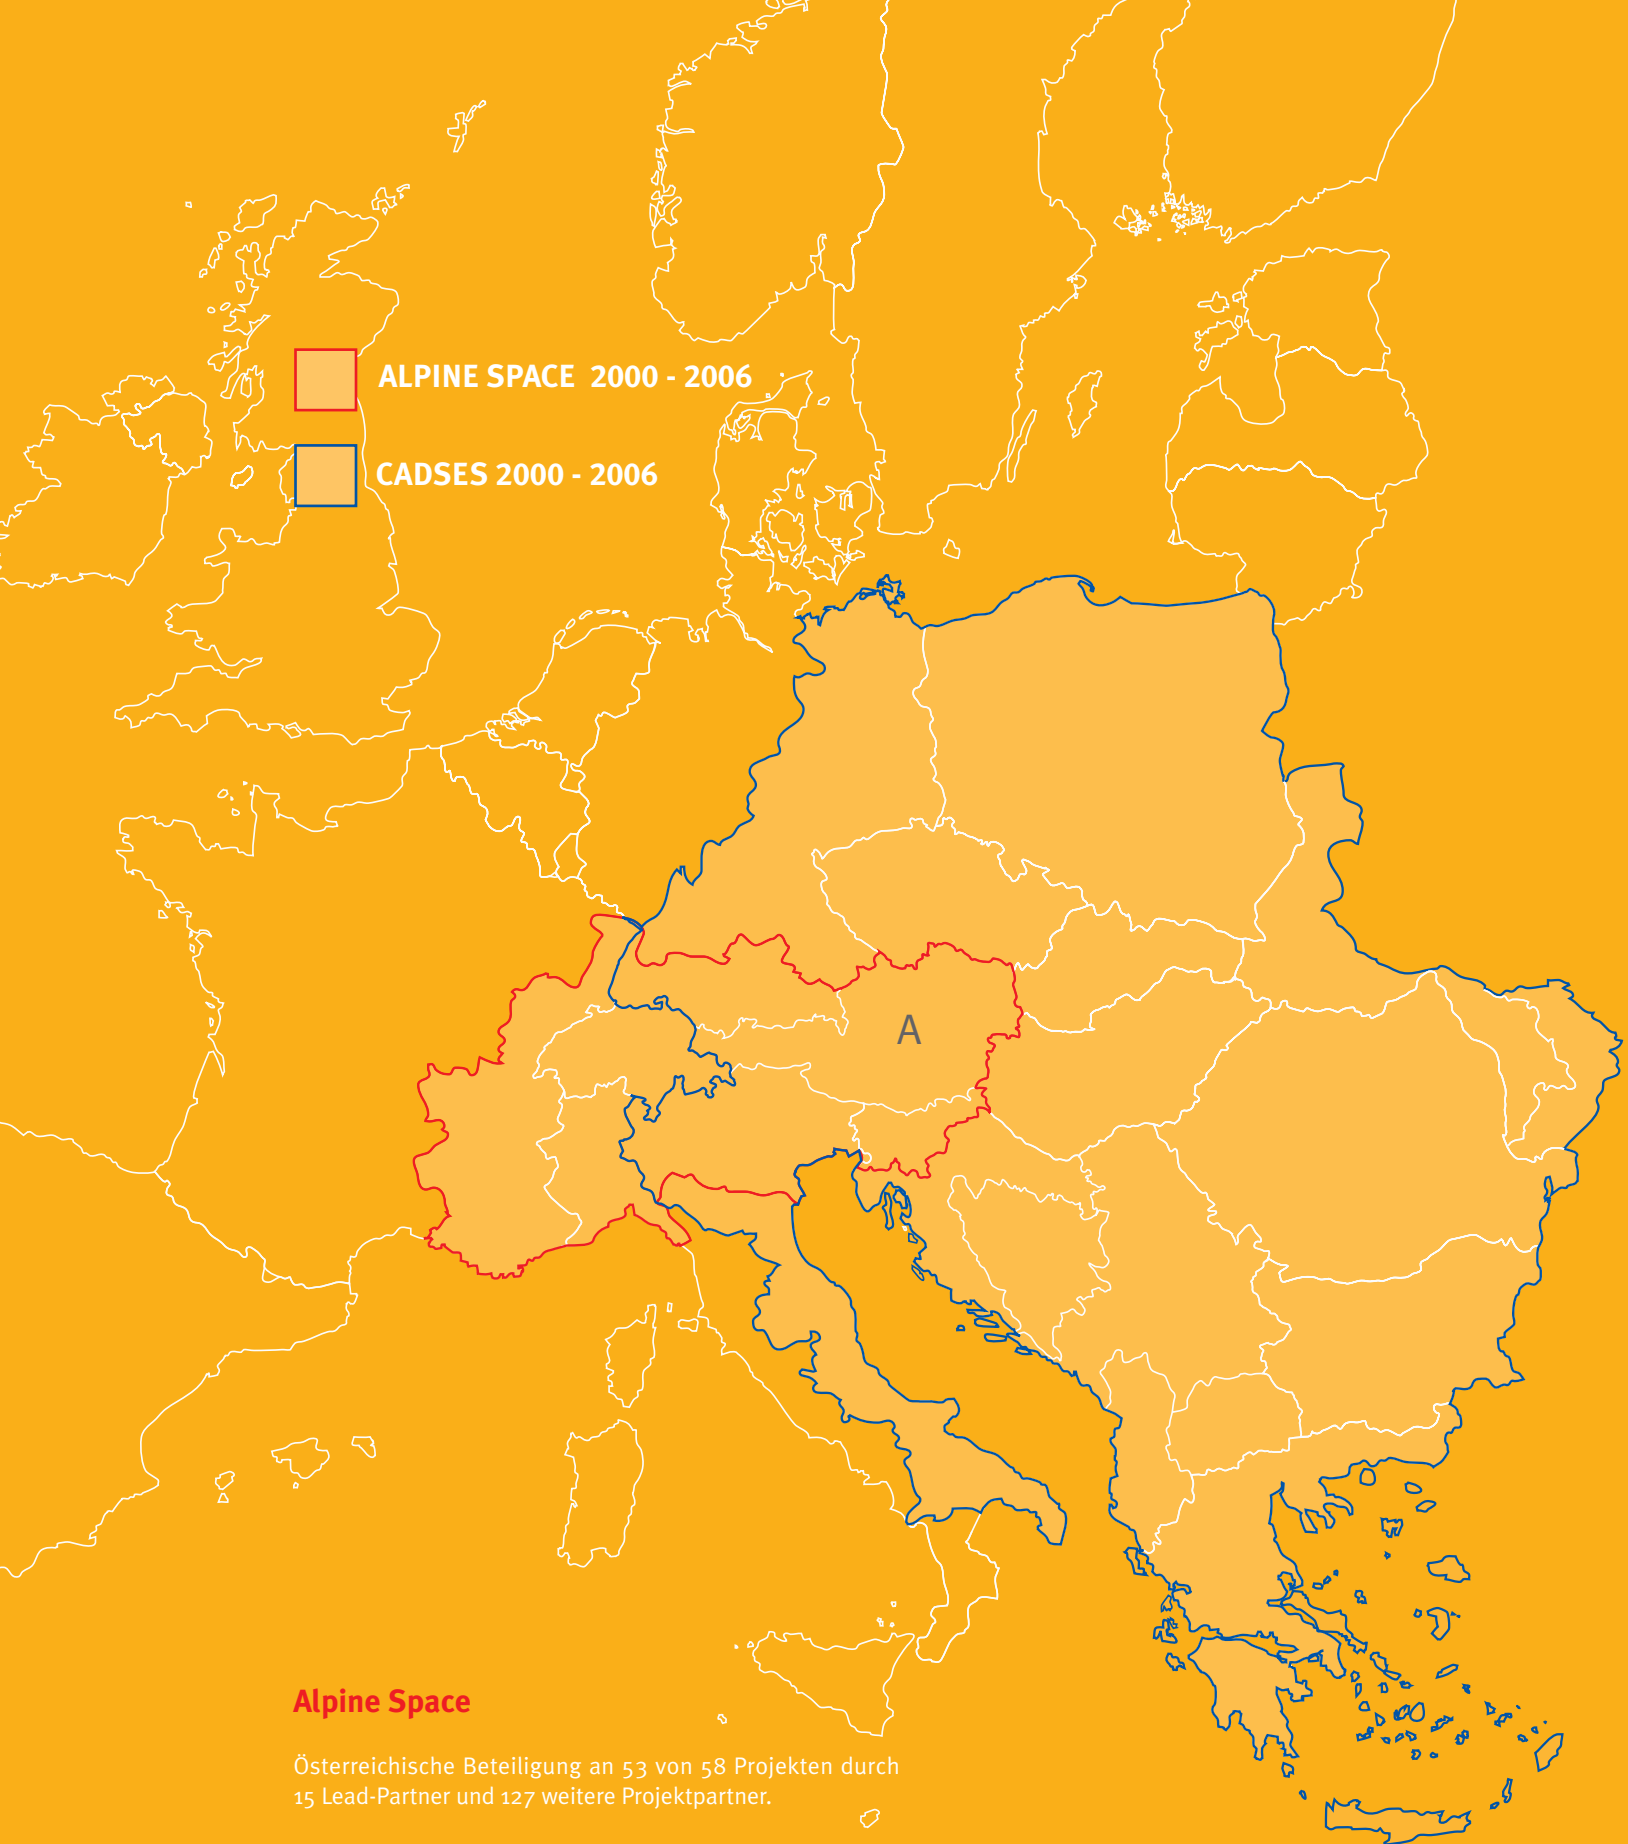 ALPINE SPACE 2000 - 2006
CADSES 2000 - 2006
A
Alpine Space
Österreichische Beteiligung an 53 von 58 Projekten durch
15 Lead-Partner und 127 weitere Projektpartner.